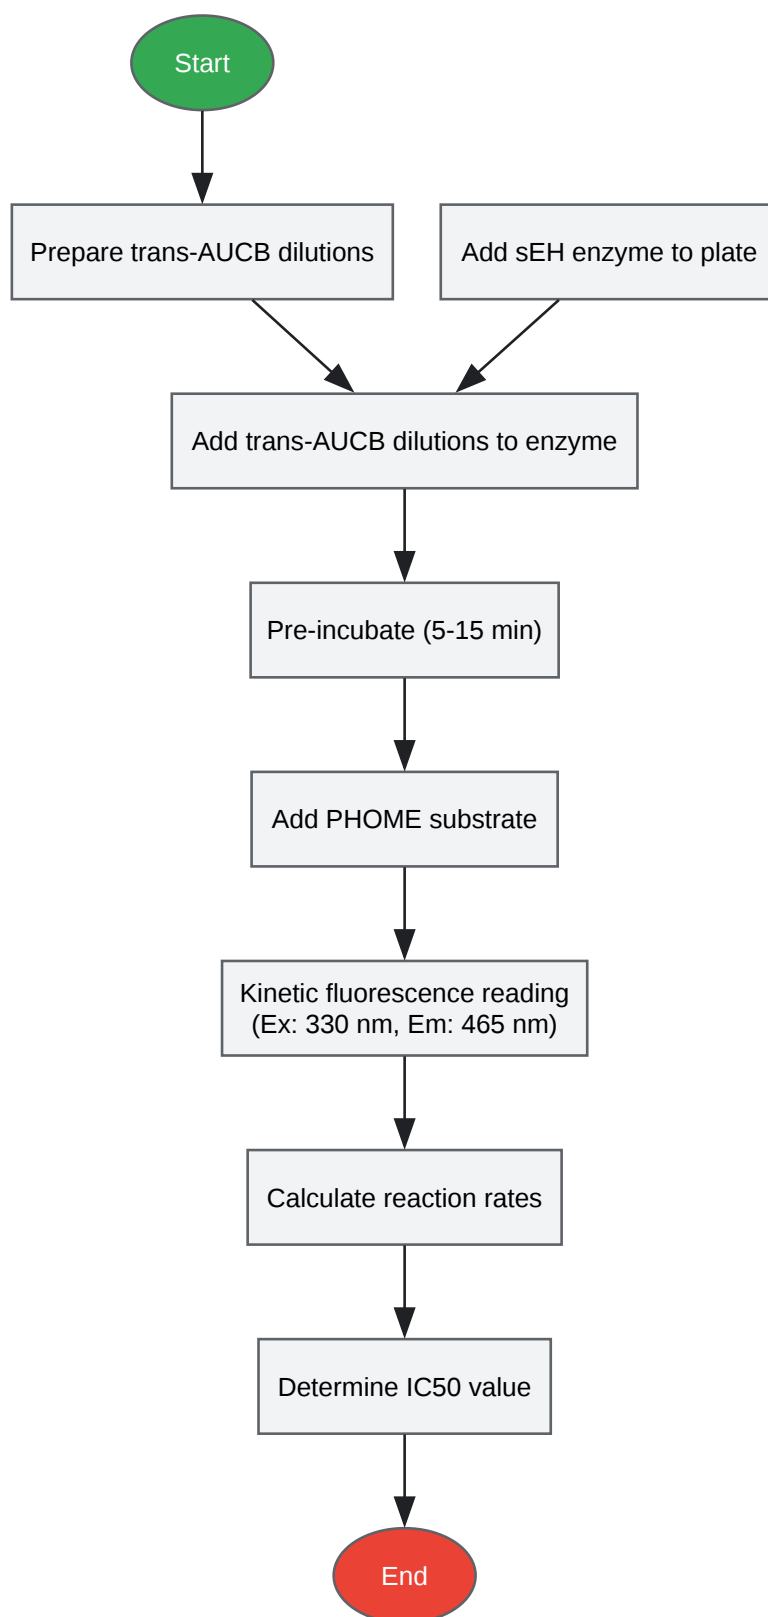 Start
Prepare trans-AUCB dilutions
Add sEH enzyme to plate
Add trans-AUCB dilutions to enzyme
Pre-incubate (5-15 min)
Add PHOME substrate
Kinetic fluorescence reading
(Ex: 330 nm, Em: 465 nm)
Calculate reaction rates
Determine IC50 value
End